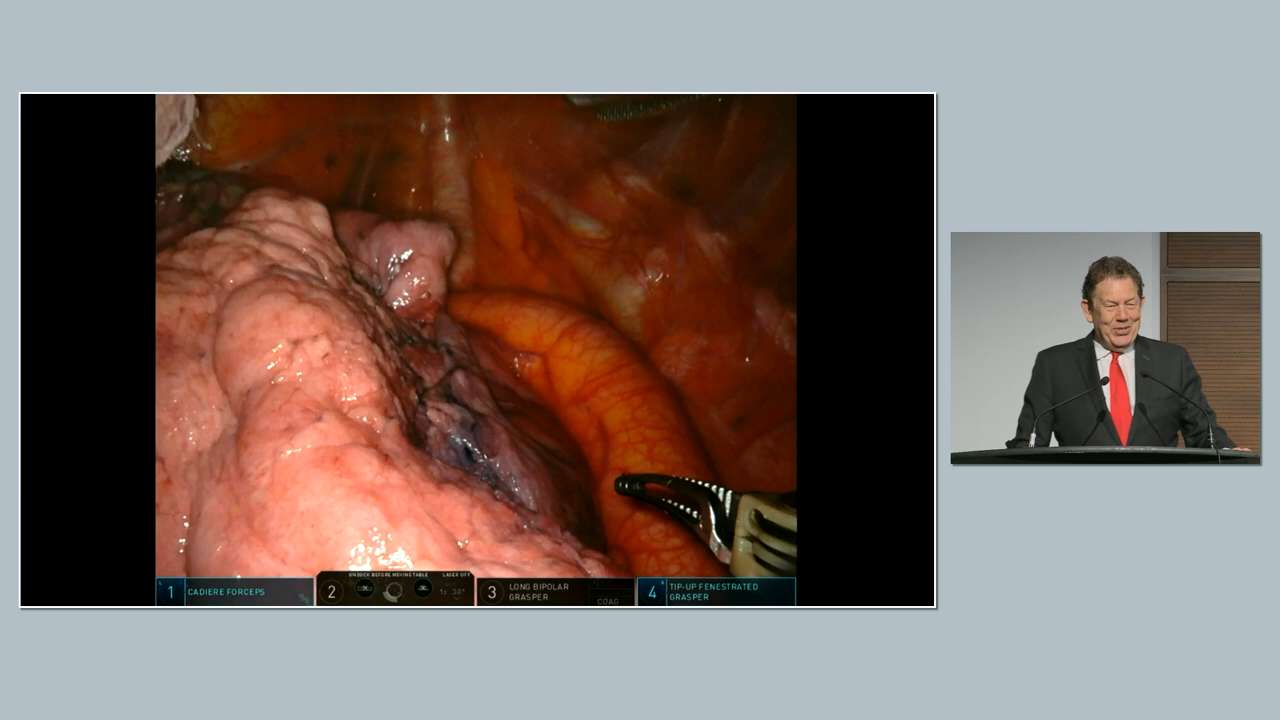 1 CADIERE FORCEPS
UNDOCK BEFORE MOVING TABLE LASER OFF
2
30°
3 LONG BIPOLAR
GRASPER
COAG
4 TIP-UP FENESTRATED
GRASPER